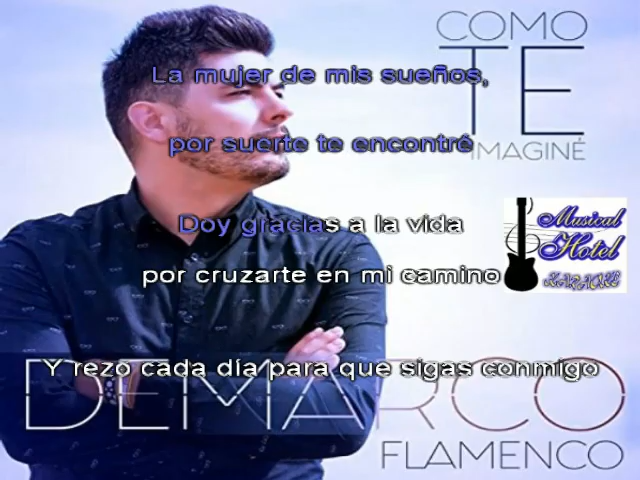 COMO
TE
IMAGINÉ
La mujer de mis sueños,
por suerte te encontré
Doy gracias a la vida
por cruzarte en mi camino
Musical
Hotel
KARAOKE
Y rezo cada día para que sigas conmigo
DEMARCO
FLAMENCO